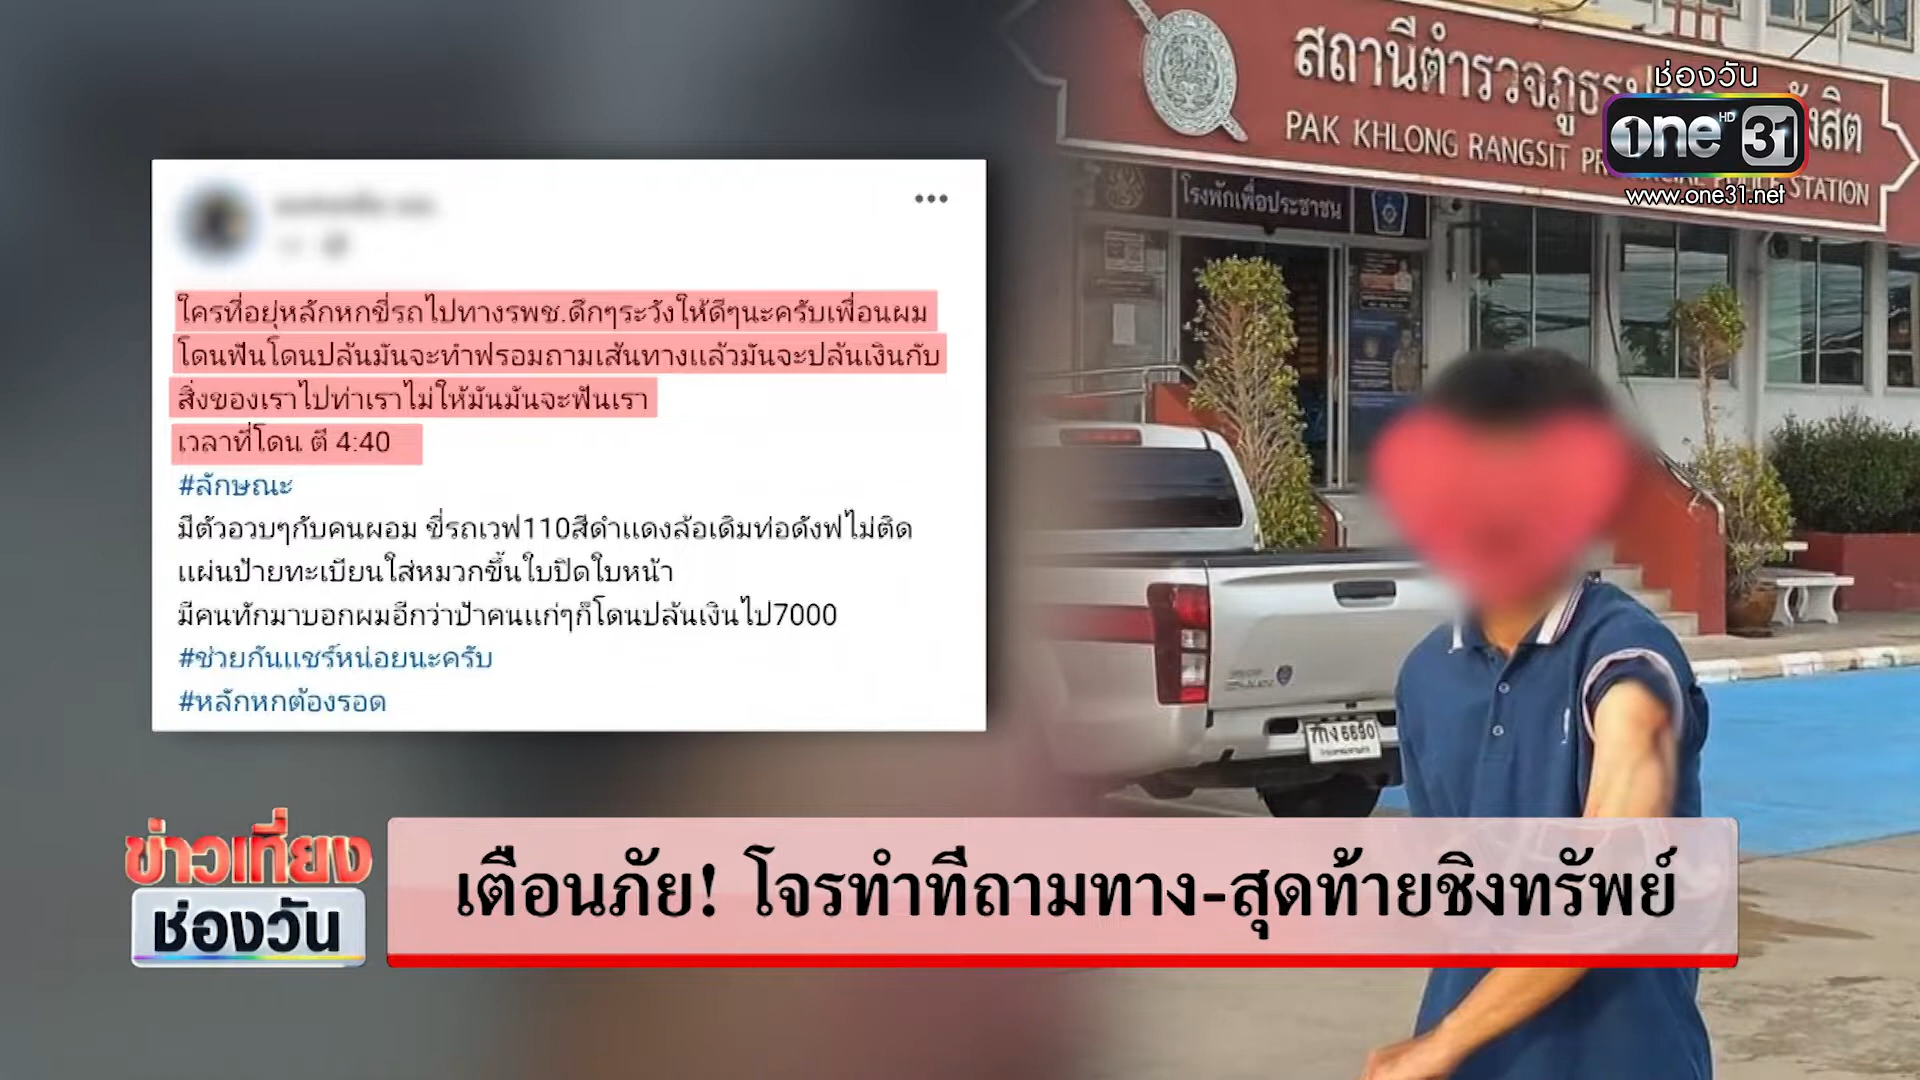 ใครที่อยุ่หลักหกขี่รถไปทางรพช.ดึกๆระวังให้ดีๆนะครับเพื่อนผม
โดนฟันโดนปล้นมันจะทำฟรอมถามเส้นทางแล้วมันจะปล้นเงินกับ
สิ่งของเราไปท่าเราไม่ให้มันมันจะฟันเรา
เวลาที่โดน ตี 4:40
#ลักษณะ
มีตัวอวบๆกับคนผอม ขี่รถเวฟ110สีดำแดงล้อเดิมท่อดังฟไม่ติด
แผ่นป้ายทะเบียนใส่หมวกขึ้นใบปิดใบหน้า
มีคนทักมาบอกผมอีกว่าป้าคนแก่ๆก็โดนปล้นเงินไป7000
#ช่วยกันแชร์หน่อยนะครับ
#หลักหกต้องรอด
สถานีตำรวจภูธร
PAK KHLONG RANGSIT
POLICE STATION
โรงพักเพื่อประชาชน
ช่องวัน
one HD 31
www.one31.net
7กง 6690
ข่าวเที่ยง
ช่องวัน
เตือนภัย! โจรทำทีถามทาง-สุดท้ายชิงทรัพย์